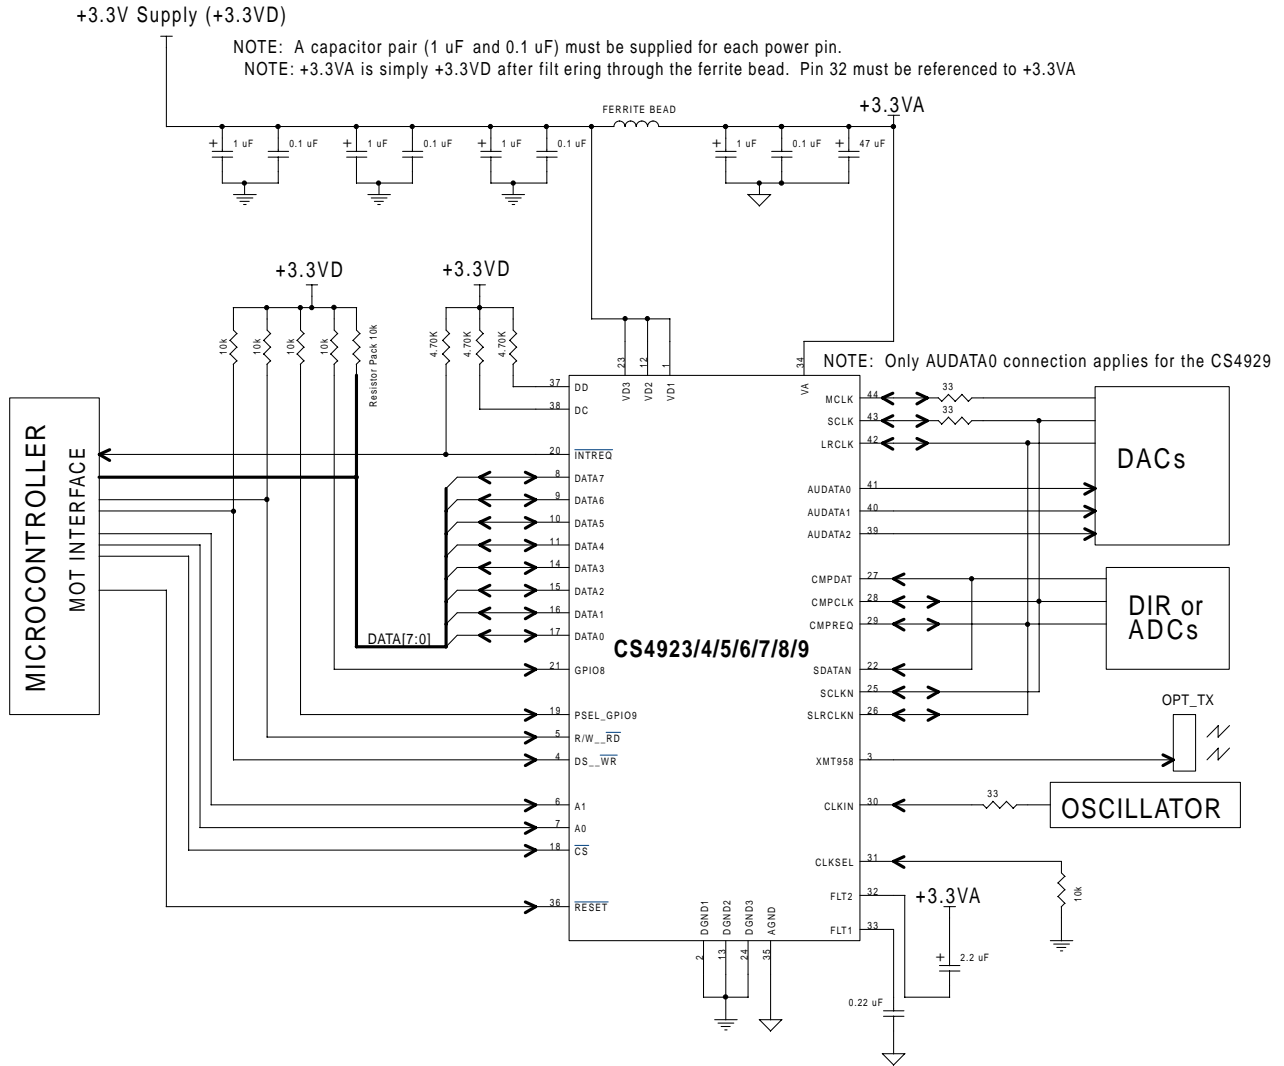 +3.3V Supply (+3.3VD)
NOTE: A capacitor pair (1 uF and 0.1 uF) must be supplied for each power pin.
NOTE: +3.3VA is simply +3.3VD after filt ering through the ferrite bead. Pin 32 must be referenced to +3.3VA
FERRITE BEAD
+3.3VA
+ 1 uF
0.1 uF
+ 1 uF
0.1 uF
+ 1 uF
0.1 uF
+ 1 uF
0.1 uF
+ 47 uF
+3.3VD
+3.3VD
10k
10k
10k
10k
Resistor Pack 10k
4.70K
4.70K
4.70K
23
12
1
34
VD3
VD2
VD1
VA
NOTE: Only AUDATA0 connection applies for the CS4929
MICROCONTROLLER
MOT INTERFACE
DATA[7:0]
37 DD
38 DC
20 INTREQ
8 DATA7
9 DATA6
10 DATA5
11 DATA4
14 DATA3
15 DATA2
16 DATA1
17 DATA0
21 GPIO8
19 PSEL_GPIO9
5 R/W__RD
4 DS__WR
6 A1
7 A0
18 CS
36 RESET
CS4923/4/5/6/7/8/9
MCLK 44 33
SCLK 43 33
LRCLK 42
AUDATA0 41
AUDATA1 40
AUDATA2 39
DACs
CMPDAT 27
CMPCLK 28
CMPREQ 29
DIR or
ADCs
SDATAN 22
SCLKN 25
SLRCLKN 26
OPT_TX
XMT958 3
CLKIN 30 33
OSCILLATOR
CLKSEL 31
10k
FLT2 32
+3.3VA
FLT1 33
+ 2.2 uF
0.22 uF
DGND1
DGND2
DGND3
AGND
2
13
24
35